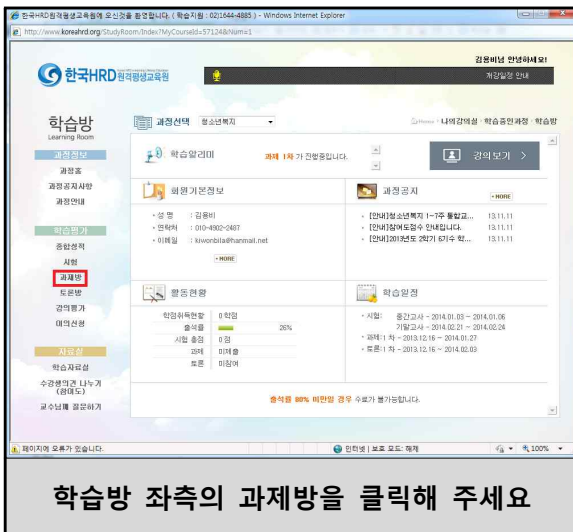 한국HRD원격평생교육원에 오신것을 환영합니다. ( 학습지원 : 02)1644-4885 ) - Windows Internet Explorer
http://www.koreahrd.org/StudyRoom/Index?MyCourseId=57124&Num=1
김용비님 안녕하세요!
한국HRD원격평생교육원
개강일정 안내
학습방
Learning Room
과정선택 청소년복지
Home · 나의강의실 · 학습중인과정 · 학습방
과정정보
과정홈
과정공지사항
과정안내
학습평가
종합성적
시험
과제방
토론방
강의평가
대의신청
자료실
학습자료실
수강생의견 나누기
(참여도)
교수님께 질문하기
학습알리미
과제 1차 가 진행중입니다.
강의보기 >
회원기본정보
· 성 명 : 김용비
· 연락처 : 010-4902-2487
· 이메일 : kiwonbila@hanmail.net
+ MORE
과정공지
+ MORE
· [안내]청소년복지 1~7주 통합교... 13.11.11
· [안내]참여도점수 안내입니다. 13.11.11
· [안내]2013년도 2학기 6기수 학... 13.11.11
활동현황
학점취득현황 0 학점
출석률 26%
시험 총점 0 점
과제 미제출
토론 미참여
학습일정
· 시험: 중간고사 - 2014.01.03 ~ 2014.01.06
기말고사 - 2014.02.21 ~ 2014.02.24
· 과제:1 차 - 2013.12.16 ~ 2014.01.27
· 토론:1 차 - 2013.12.16 ~ 2014.02.03
출석률 80% 미만일 경우 수료가 불가능합니다.
페이지에 오류가 있습니다.
인터넷 | 보호 모드: 해제
100%
학습방 좌측의 과제방을 클릭해 주세요